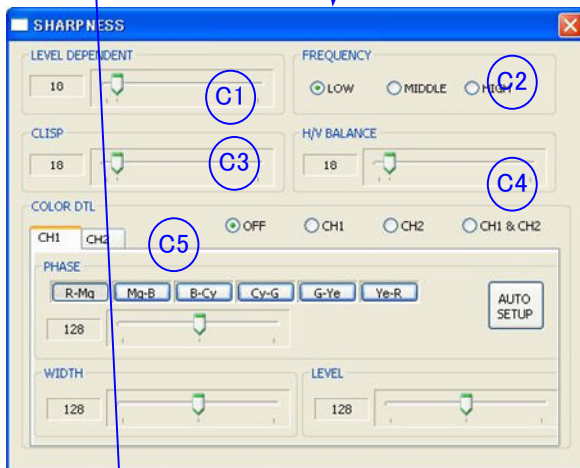 SHARPNESS
LEVEL DEPENDENT
FREQUENCY
18
C1
LOW
MIDDLE
HIGH
C2
CLISP
H/V BALANCE
18
C3
18
C4
COLOR DTL
OFF
CH1
CH2
CH1 & CH2
CH1
CH2
C5
PHASE
R-Mg
Mg-B
B-Cy
Cy-G
G-Ye
Ye-R
AUTO
SETUP
128
WIDTH
LEVEL
128
128